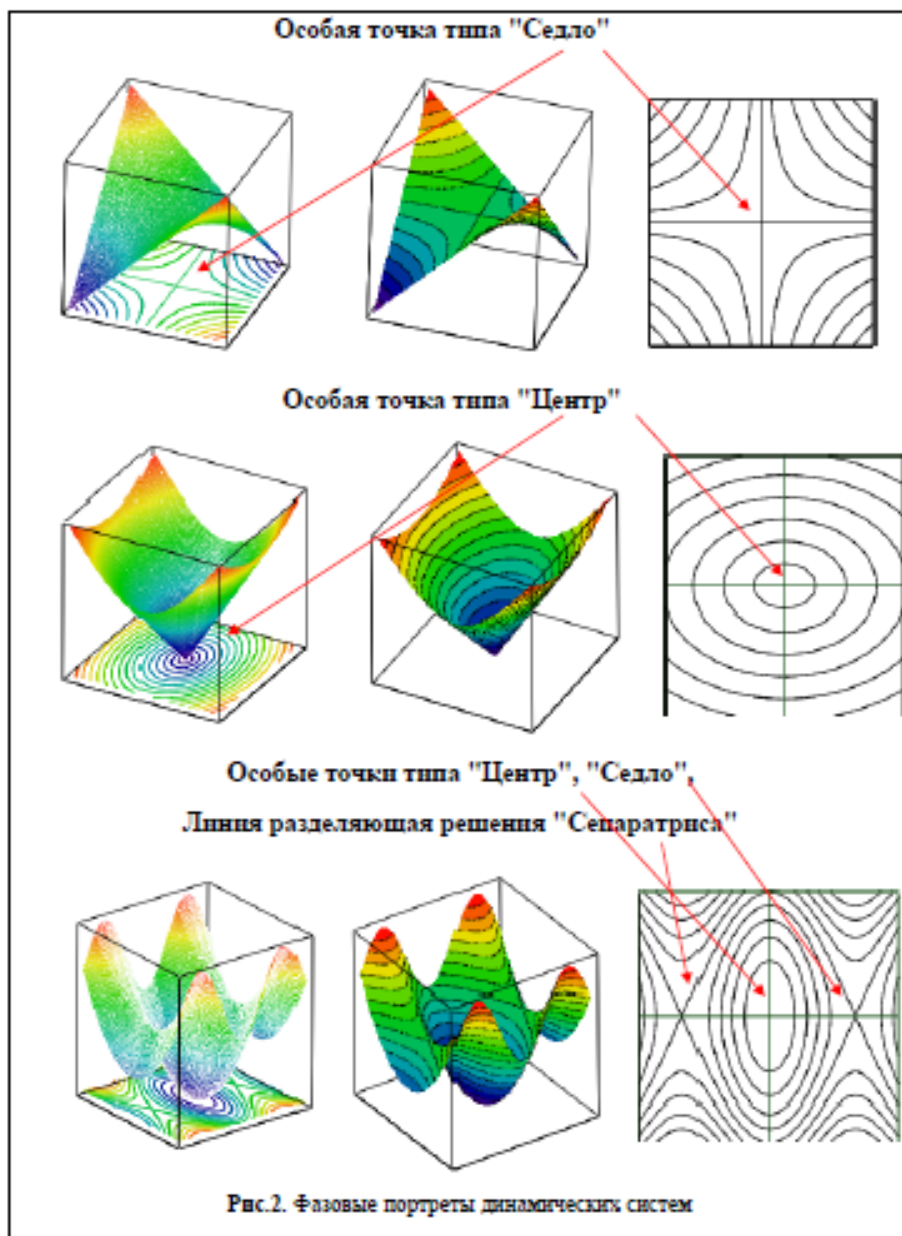 Особая точка типа "Седло"
Особая точка типа "Центр"
Особые точки типа "Центр", "Седло",
Линия разделяющая решения "Сепаратриса"
Рис.2. Фазовые портреты динамических систем